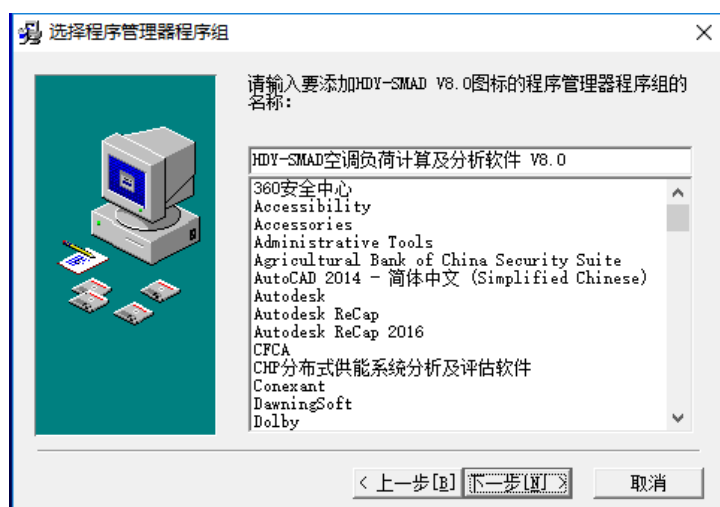 选择程序管理器程序组
请输入要添加HDY-SMAD V8.0图标的程序管理器程序组的
名称:
HDY-SMAD空调负荷计算及分析软件 V8.0
360安全中心
Accessibility
Accessories
Administrative Tools
Agricultural Bank of China Security Suite
AutoCAD 2014 - 简体中文 (Simplified Chinese)
Autodesk
Autodesk ReCap
Autodesk ReCap 2016
CFCA
CHP分布式供能系统分析及评估软件
Conexant
DawningSoft
Dolby
< 上一步[B] 下一步[N] > 取消